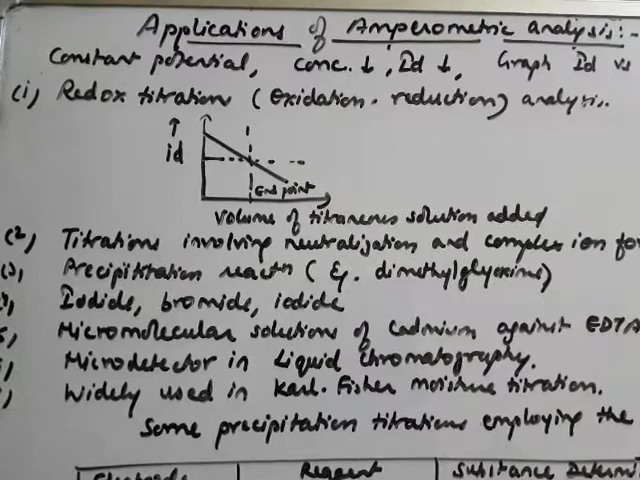 Applications of Amperometric analysis:-
Constant potential, conc. ↓, Id ↓, Graph Id vs
(i) Redox titration (Oxidation-reduction) analysis.
↑
id
End point
Volume of titraneous solution added
(2) Titrations involving neutralization and complex ion for
(3) Precipitation reactn (Eg. dimethylglyoxime)
Iodide, bromide, iodide
Micromolecular solutions of Cadmium against EDTA
Microdetector in Liquid Chromatography.
Widely used in Karl-Fisher moisture titration.
Some precipitation titrations employing the
Electrode Reagent Substance Determi